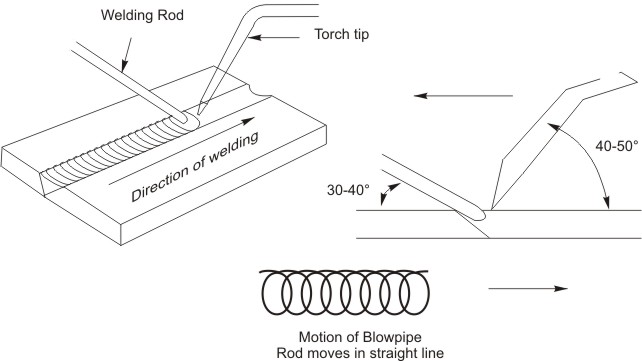 Welding Rod
Torch tip
Direction of welding
40-50°
30-40°
Motion of Blowpipe
Rod moves in straight line